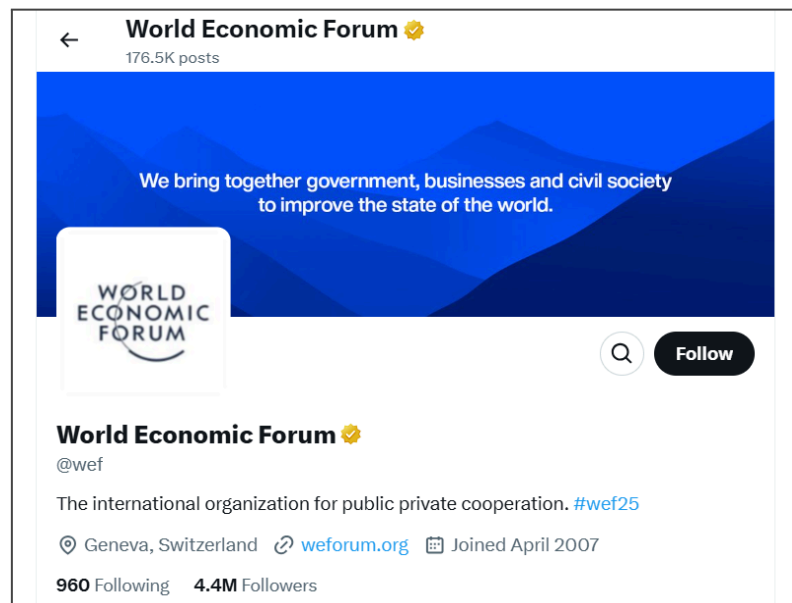 World Economic Forum
176.5K posts
We bring together government, businesses and civil society
to improve the state of the world.
WORLD
ECONOMIC
FORUM
Follow
World Economic Forum
@wef
The international organization for public private cooperation. #wef25
Geneva, Switzerland weforum.org Joined April 2007
960 Following 4.4M Followers